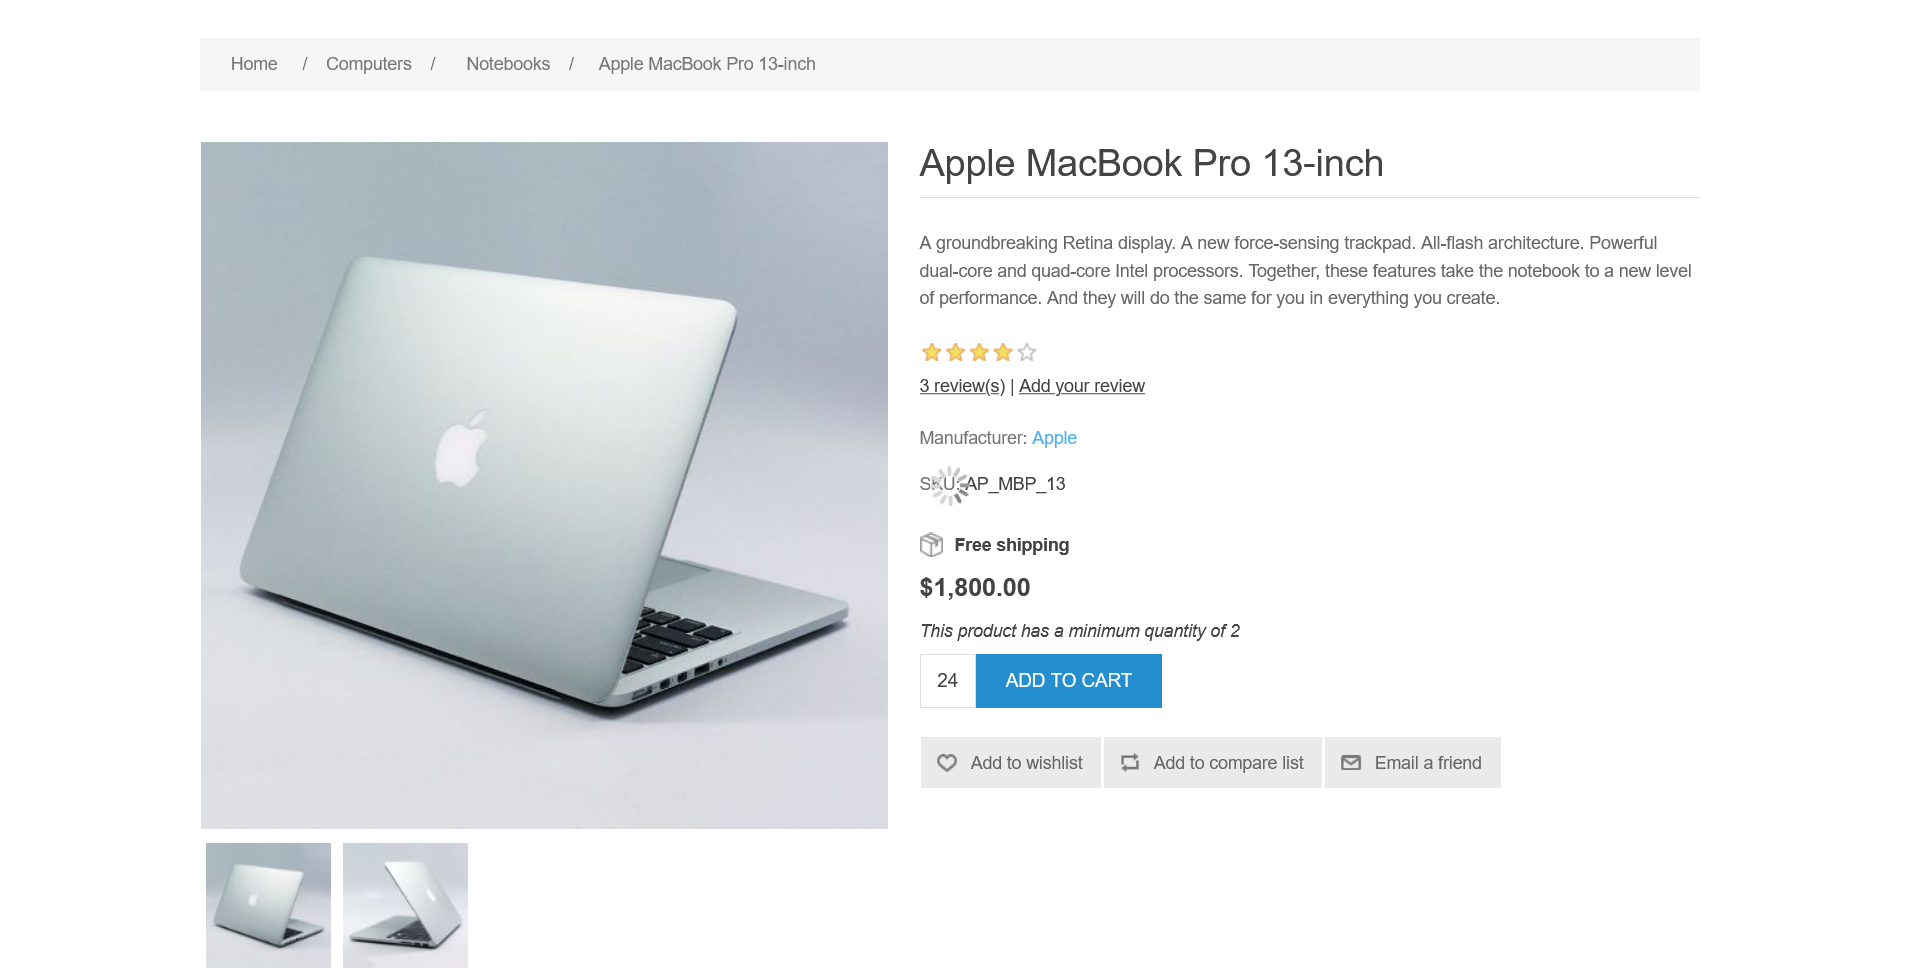 Home / Computers / Notebooks / Apple MacBook Pro 13-inch
Apple MacBook Pro 13-inch
A groundbreaking Retina display. A new force-sensing trackpad. All-flash architecture. Powerful
dual-core and quad-core Intel processors. Together, these features take the notebook to a new level
of performance. And they will do the same for you in everything you create.
3 review(s) | Add your review
Manufacturer: Apple
SKU: AP_MBP_13
Free shipping
$1,800.00
This product has a minimum quantity of 2
24 ADD TO CART
Add to wishlist Add to compare list Email a friend